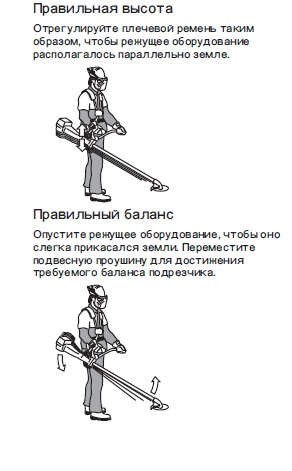 Правильная высота
Отрегулируйте плечевой ремень таким
образом, чтобы режущее оборудование
располагалось параллельно земле.
Правильный баланс
Опустите режущее оборудование, чтобы оно
слегка прикасался земли. Переместите
подвесную проушину для достижения
требуемого баланса подрезчика.